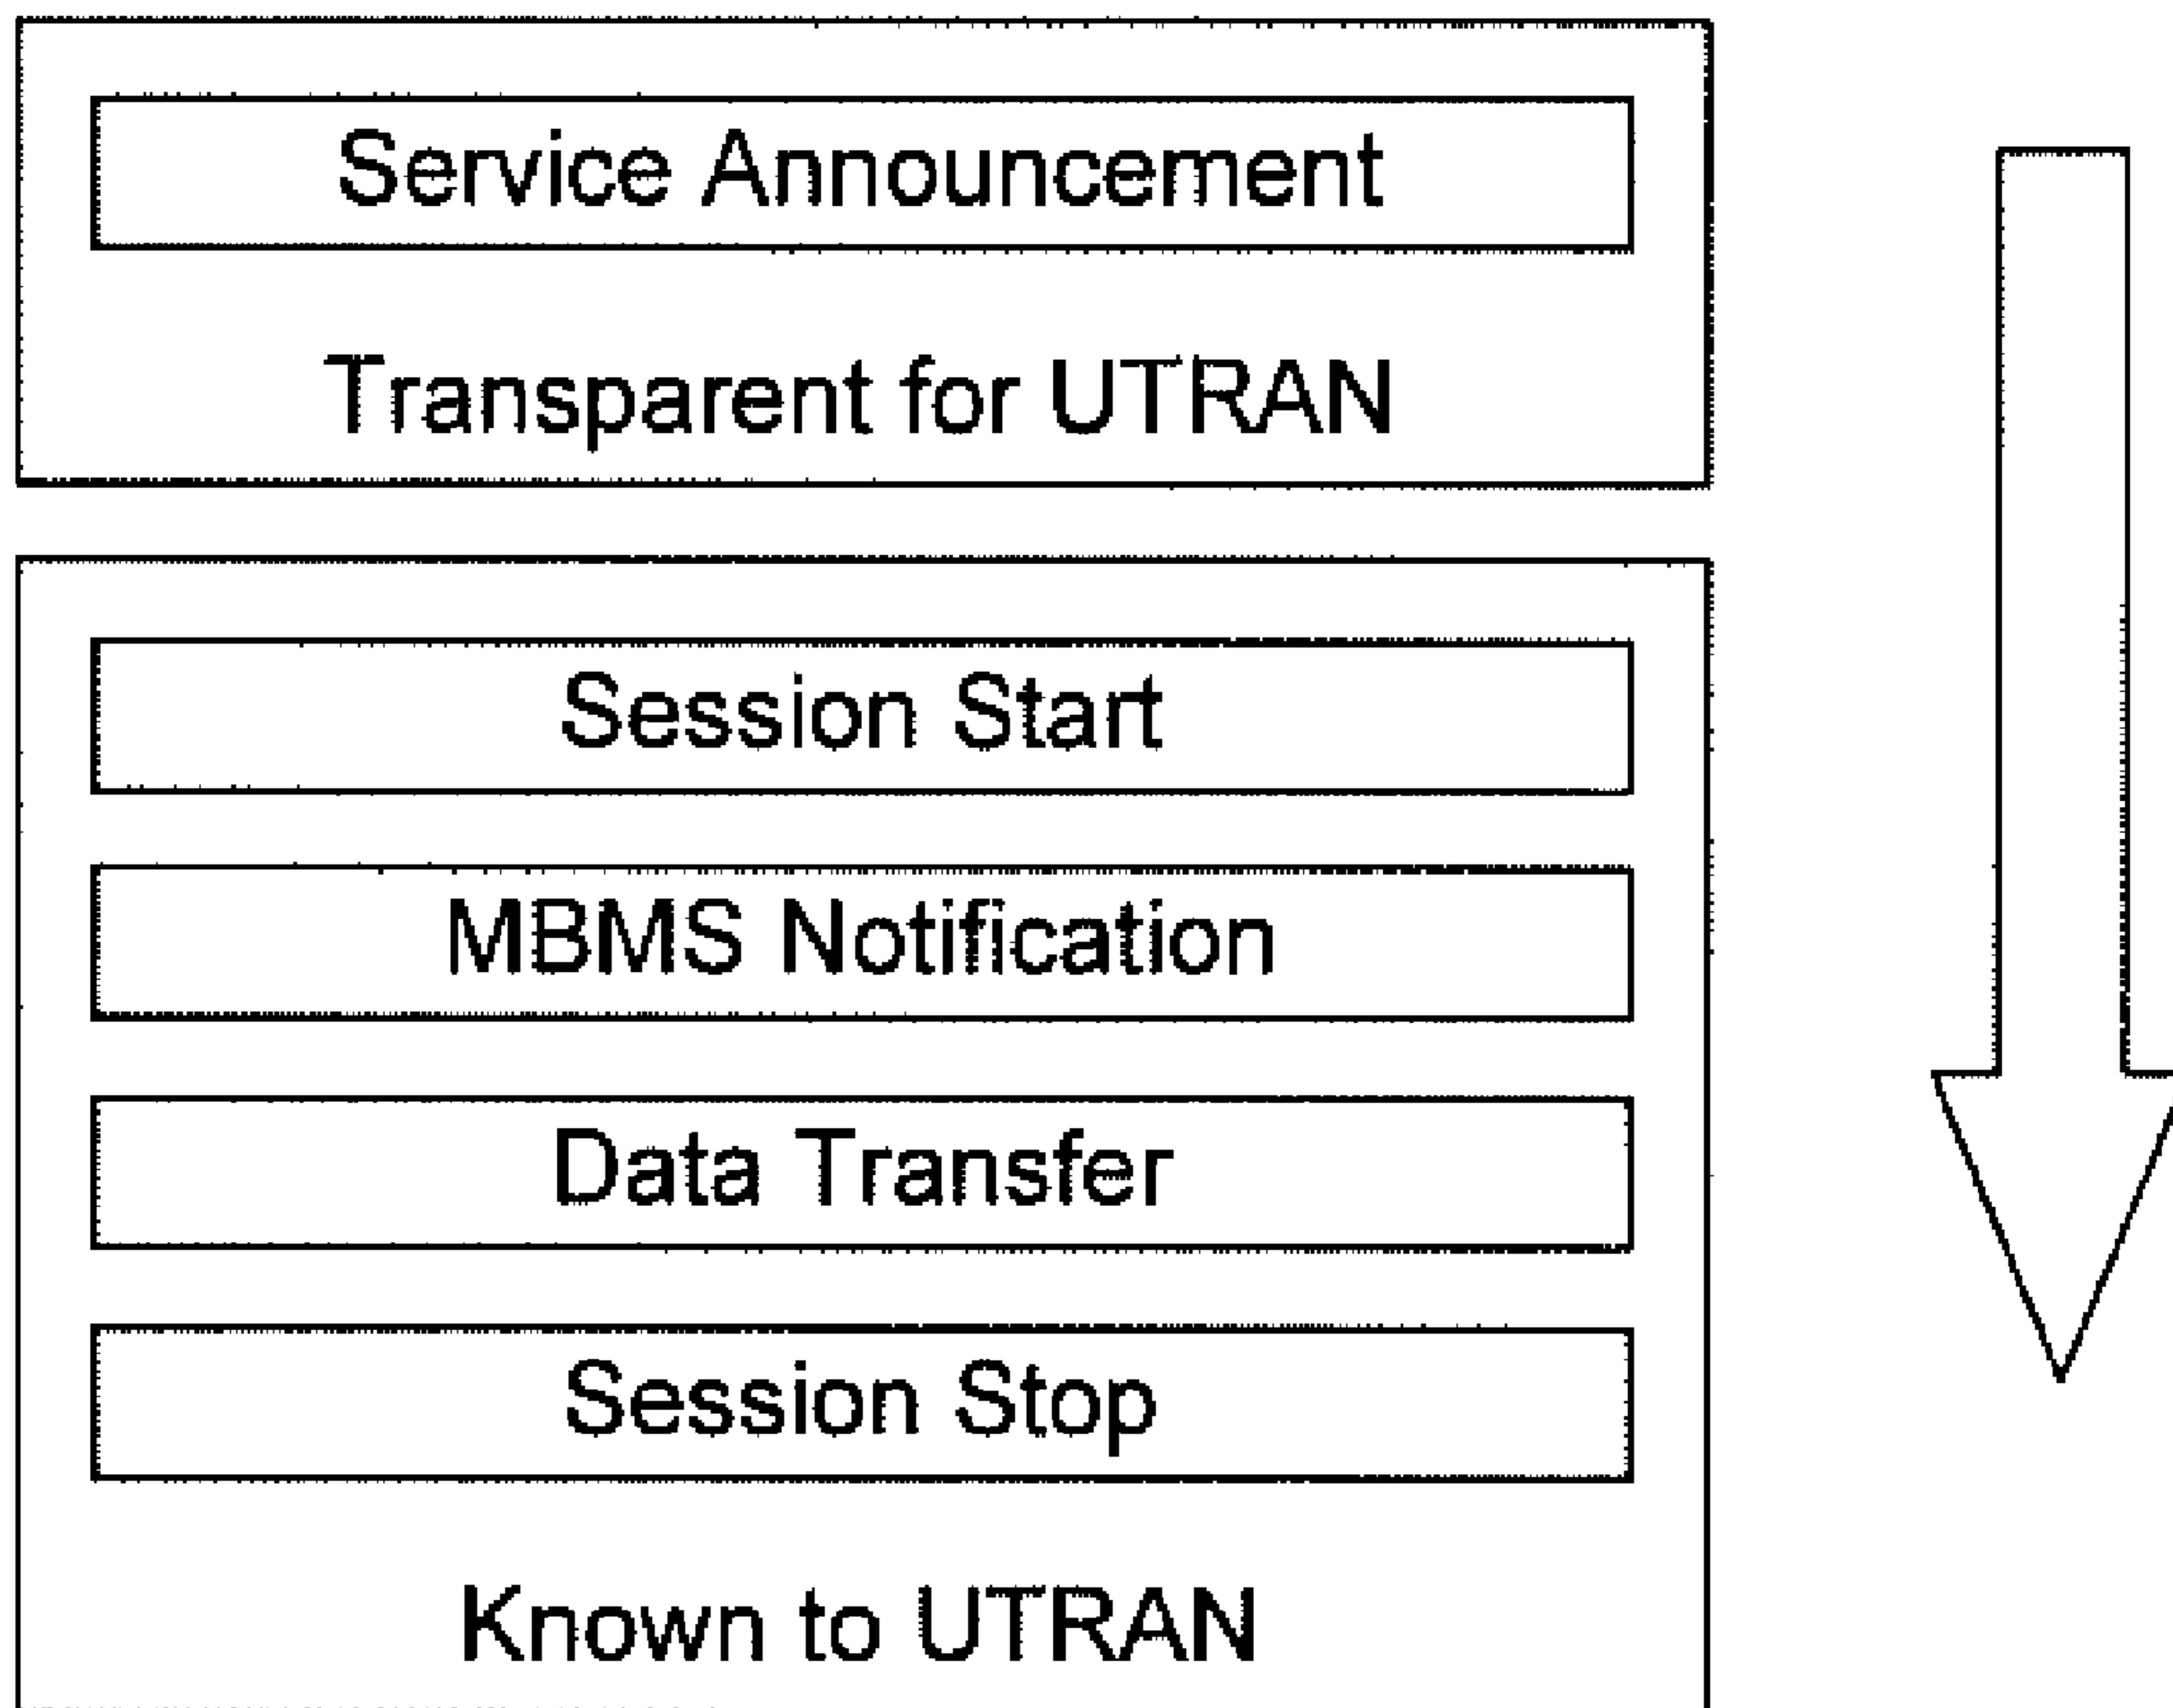 Service Announcement
Transparent for UTRAN
Session Start
MBMS Notification
Data Transfer
Session Stop
Known to UTRAN